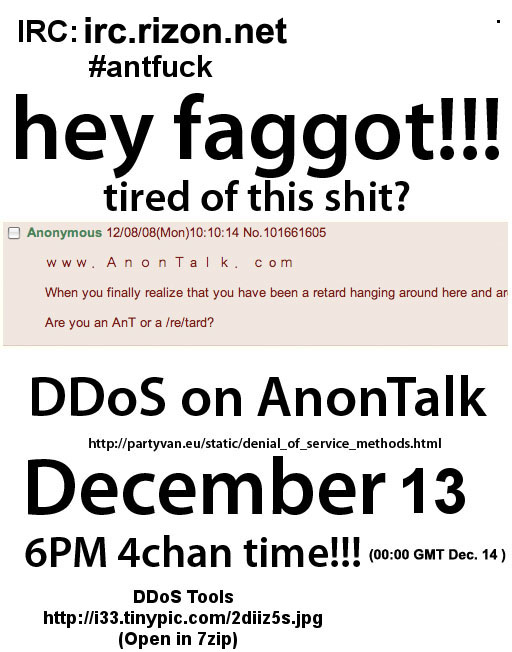 IRC: irc.rizon.net
#antfuck
hey faggot!!!
tired of this shit?
Anonymous 12/08/08(Mon)10:10:14 No.101661605
www. AnonTalk. com
When you finally realize that you have been a retard hanging around here and
Are you an AnT or a /re/tard?
DDoS on AnonTalk
http://partyvan.eu/static/denial_of_service_methods.html
December 13
6PM 4chan time!!! (00:00 GMT Dec. 14 )
DDoS Tools
http://i33.tinypic.com/2diiz5s.jpg
(Open in 7zip)